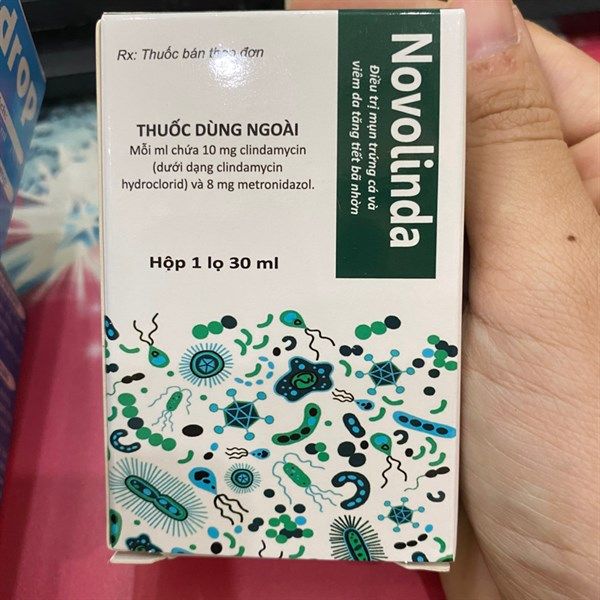 Rx: Thuốc bán theo đơn
THUỐC DÙNG NGOÀI
Mỗi ml chứa 10 mg clindamycin
(dưới dạng clindamycin
hydroclorid) và 8 mg metronidazol.
Hộp 1 lọ 30 ml
Novolinda
Điều trị mụn trứng cá và
viêm da tăng tiết bã nhờn
drop